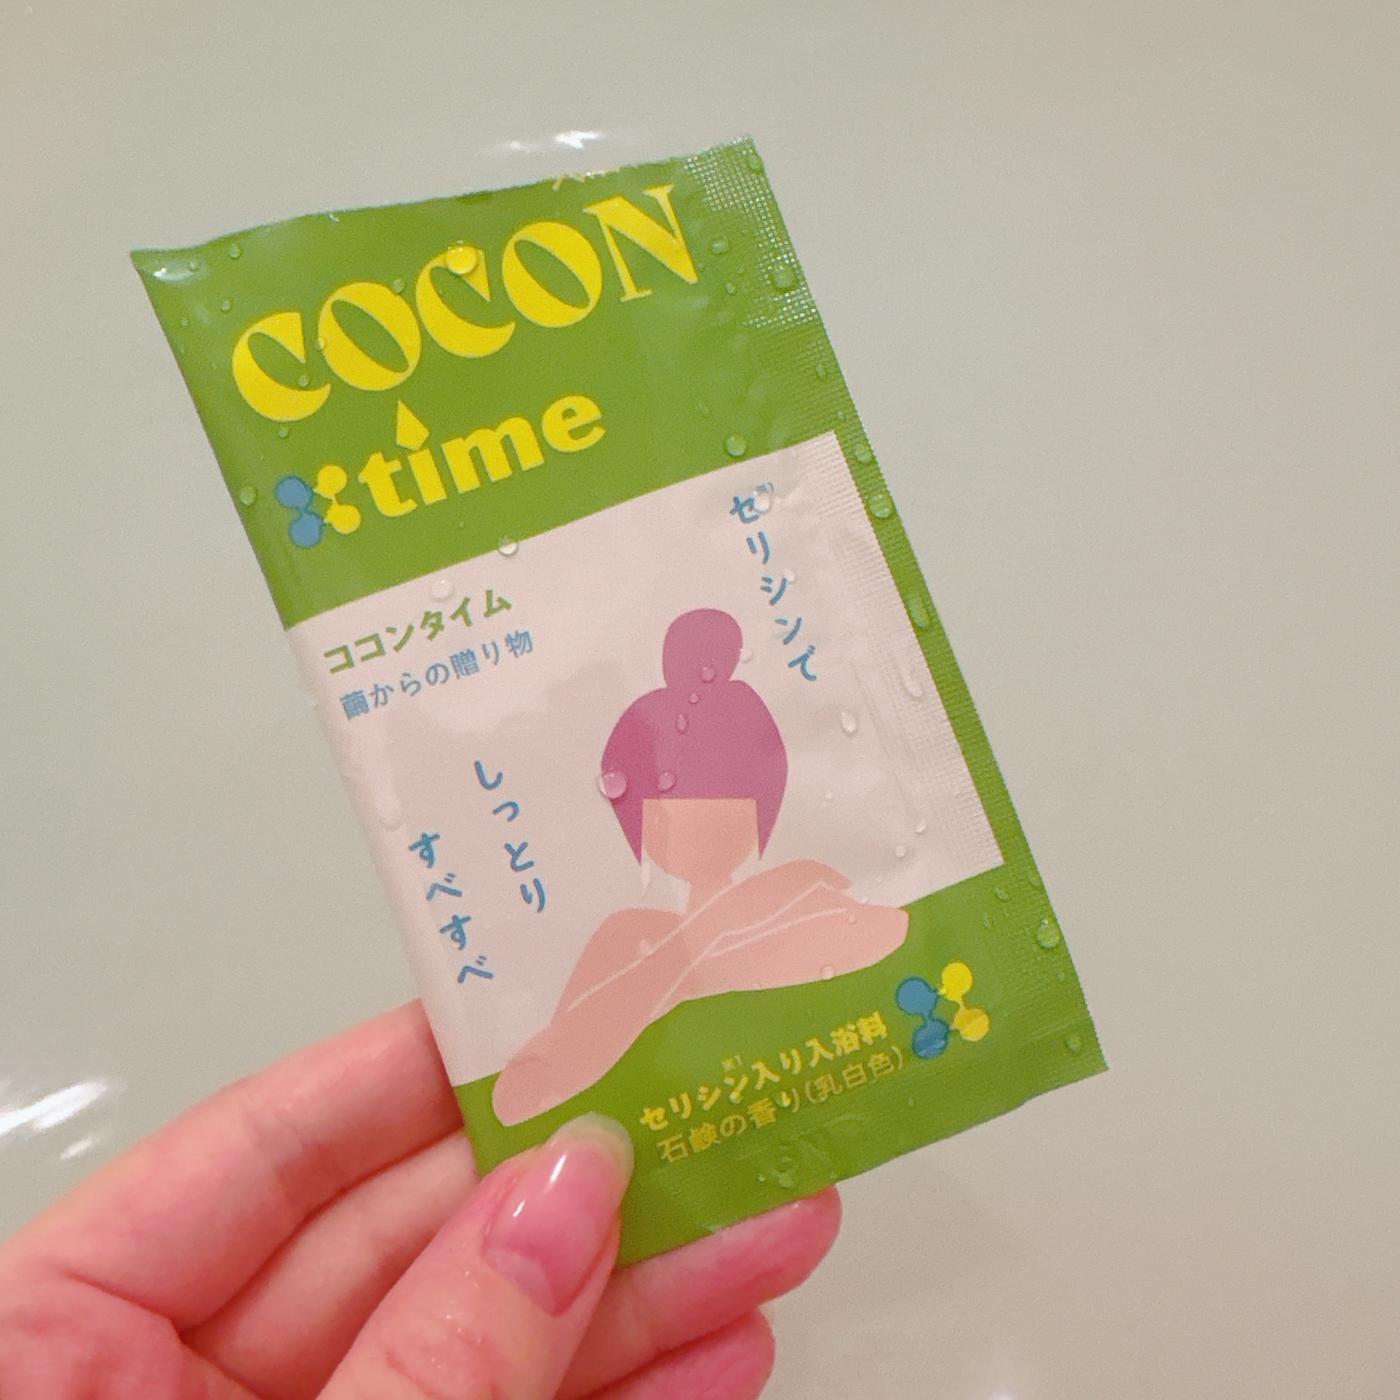 COCON
time
ココンタイム
繭からの贈り物
セリシンで
しっとり
すべすべ
セリシン入り入浴料
石鹸の香り(乳白色)